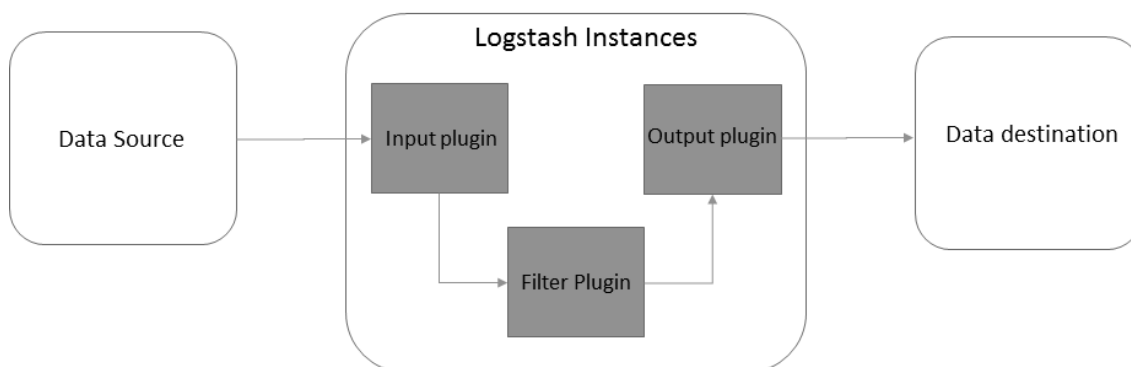 Logstash Instances
Data Source
Input plugin
Output plugin
Data destination
Filter Plugin